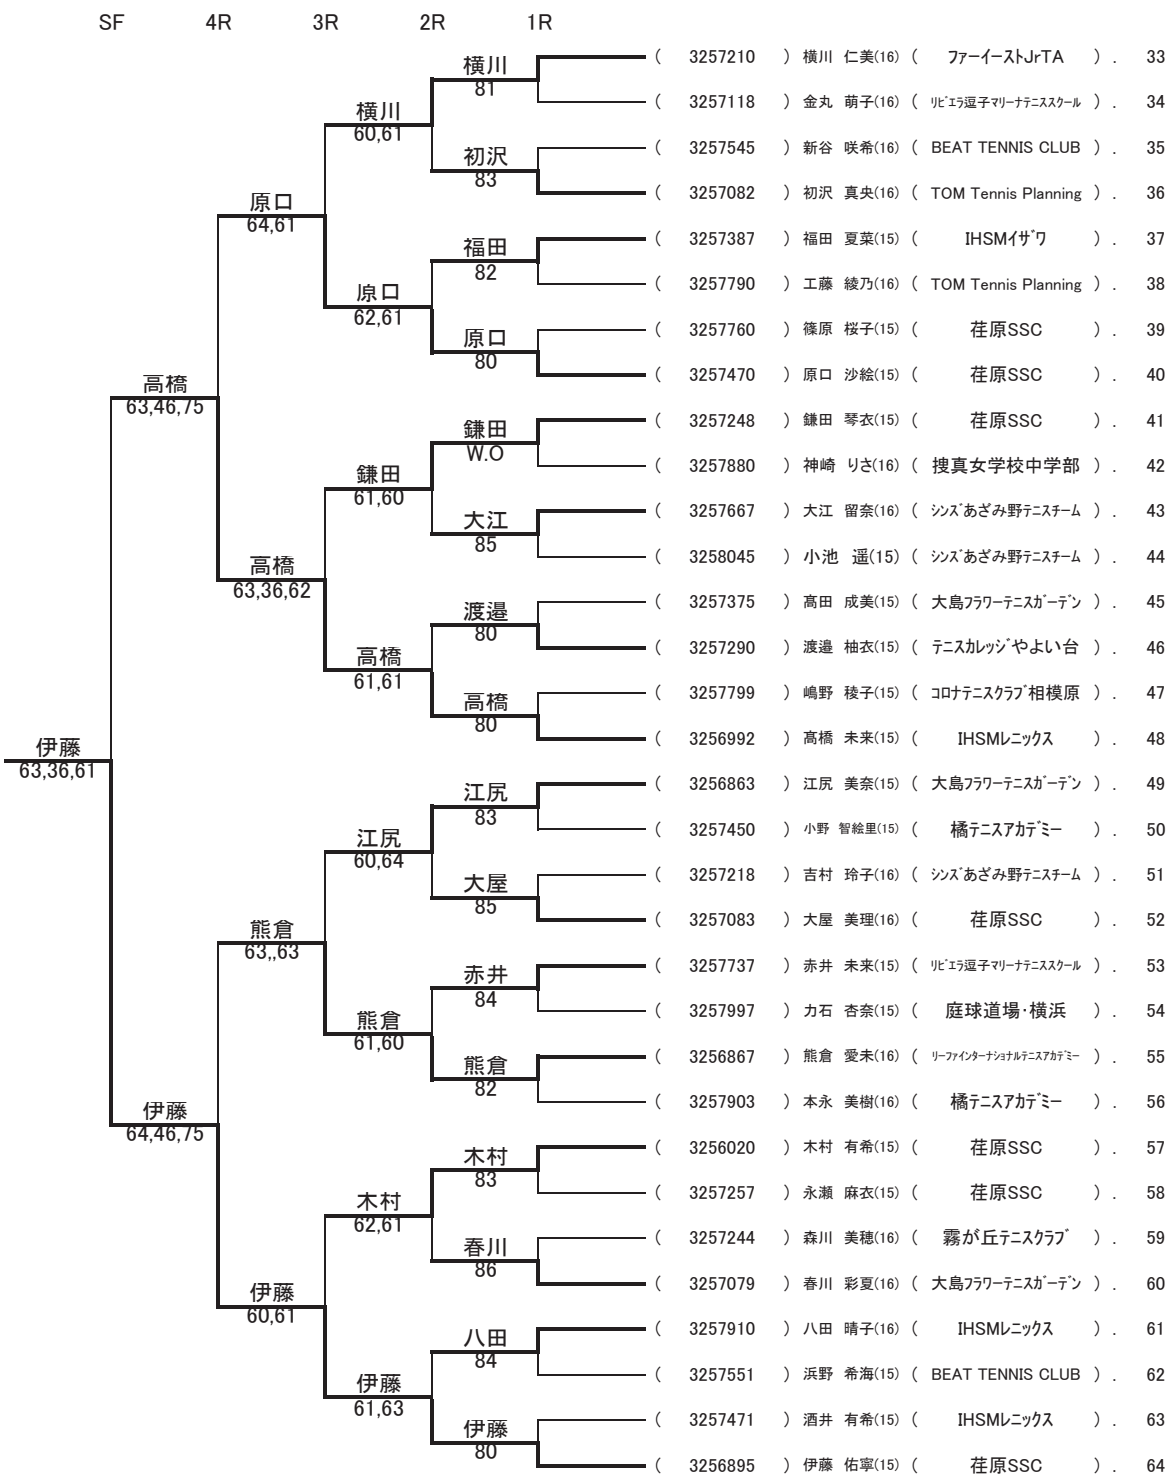 SF 4R 3R 2R 1R
( 3257210 ) 横川 仁美(16) ( ファーイーストJrTA ) . 33
横川
81
( 3257118 ) 金丸 萌子(16) ( リビエラ逗子マリーナテニススクール ) . 34
横川
60,61
( 3257545 ) 新谷 咲希(16) ( BEAT TENNIS CLUB ) . 35
初沢
83
( 3257082 ) 初沢 真央(16) ( TOM Tennis Planning ) . 36
原口
64,61
( 3257387 ) 福田 夏菜(15) ( IHSMイザワ ) . 37
福田
82
( 3257790 ) 工藤 綾乃(16) ( TOM Tennis Planning ) . 38
原口
62,61
( 3257760 ) 篠原 桜子(15) ( 荏原SSC ) . 39
原口
80
( 3257470 ) 原口 沙絵(15) ( 荏原SSC ) . 40
高橋
63,46,75
( 3257248 ) 鎌田 琴衣(15) ( 荏原SSC ) . 41
鎌田
W.O
( 3257880 ) 神崎 りさ(16) ( 捜真女学校中学部 ) . 42
鎌田
61,60
( 3257667 ) 大江 留奈(16) ( シンズあざみ野テニスチーム ) . 43
大江
85
( 3258045 ) 小池 遥(15) ( シンズあざみ野テニスチーム ) . 44
高橋
63,36,62
( 3257375 ) 髙田 成美(15) ( 大島フラワーテニスガーデン ) . 45
渡邉
80
( 3257290 ) 渡邉 柚衣(15) ( テニスカレッジやよい台 ) . 46
高橋
61,61
( 3257799 ) 嶋野 稜子(15) ( コロナテニスクラブ相模原 ) . 47
高橋
80
( 3256992 ) 髙橋 未来(15) ( IHSMレニックス ) . 48
伊藤
63,36,61
( 3256863 ) 江尻 美奈(15) ( 大島フラワーテニスガーデン ) . 49
江尻
83
( 3257450 ) 小野 智絵里(15) ( 橘テニスアカデミー ) . 50
江尻
60,64
( 3257218 ) 吉村 玲子(16) ( シンズあざみ野テニスチーム ) . 51
大屋
85
( 3257083 ) 大屋 美理(16) ( 荏原SSC ) . 52
熊倉
63,,63
( 3257737 ) 赤井 未来(15) ( リビエラ逗子マリーナテニススクール ) . 53
赤井
84
( 3257997 ) 力石 杏奈(15) ( 庭球道場・横浜 ) . 54
熊倉
61,60
( 3256867 ) 熊倉 愛未(16) ( リーファインターナショナルテニスアカデミー ) . 55
熊倉
82
( 3257903 ) 本永 美樹(16) ( 橘テニスアカデミー ) . 56
伊藤
64,46,75
( 3256020 ) 木村 有希(15) ( 荏原SSC ) . 57
木村
83
( 3257257 ) 永瀬 麻衣(15) ( 荏原SSC ) . 58
木村
62,61
( 3257244 ) 森川 美穂(16) ( 霧が丘テニスクラブ ) . 59
春川
86
( 3257079 ) 春川 彩夏(16) ( 大島フラワーテニスガーデン ) . 60
伊藤
60,61
( 3257910 ) 八田 晴子(16) ( IHSMレニックス ) . 61
八田
84
( 3257551 ) 浜野 希海(15) ( BEAT TENNIS CLUB ) . 62
伊藤
61,63
( 3257471 ) 酒井 有希(15) ( IHSMレニックス ) . 63
伊藤
80
( 3256895 ) 伊藤 佑寧(15) ( 荏原SSC ) . 64